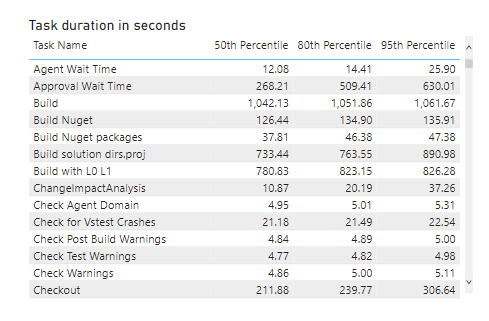 Task duration in seconds
Task Name 50th Percentile 80th Percentile 95th Percentile
Agent Wait Time 12.08 14.41 25.90
Approval Wait Time 268.21 509.41 630.01
Build 1,042.13 1,051.86 1,061.67
Build Nuget 126.44 134.90 135.91
Build Nuget packages 37.81 46.38 47.38
Build solution dirs.proj 733.44 763.55 890.98
Build with L0 L1 780.83 823.15 826.28
ChangeImpactAnalysis 10.87 20.19 37.26
Check Agent Domain 4.95 5.01 5.31
Check for Vstest Crashes 21.18 21.49 22.54
Check Post Build Warnings 4.84 4.89 5.00
Check Test Warnings 4.77 4.82 4.98
Check Warnings 4.86 5.00 5.11
Checkout 211.88 239.77 306.64